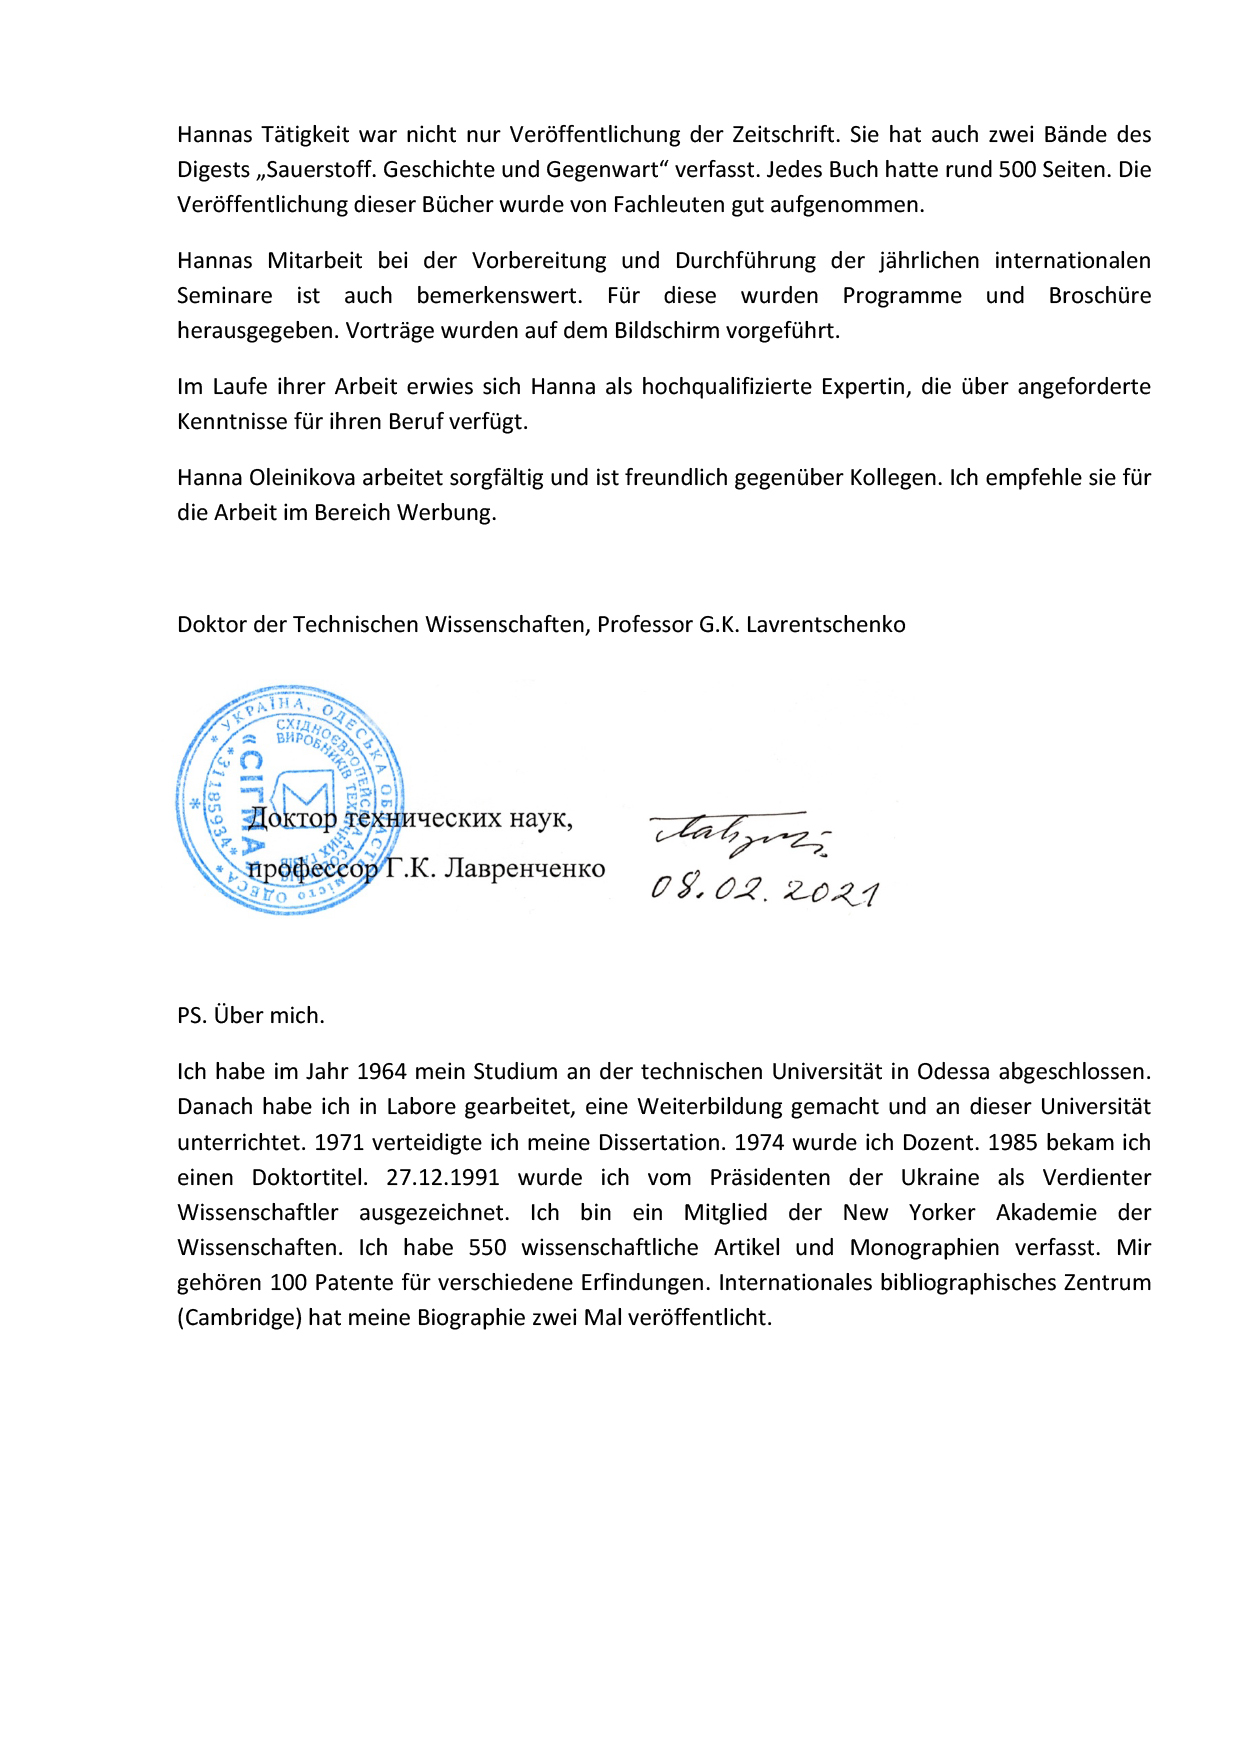 Hannas Tätigkeit war nicht nur Veröffentlichung der Zeitschrift. Sie hat auch zwei Bände des
Digests „Sauerstoff. Geschichte und Gegenwart“ verfasst. Jedes Buch hatte rund 500 Seiten. Die
Veröffentlichung dieser Bücher wurde von Fachleuten gut aufgenommen.
Hannas Mitarbeit bei der Vorbereitung und Durchführung der jährlichen internationalen
Seminare ist auch bemerkenswert. Für diese wurden Programme und Broschüre
herausgegeben. Vorträge wurden auf dem Bildschirm vorgeführt.
Im Laufe ihrer Arbeit erwies sich Hanna als hochqualifizierte Expertin, die über angeforderte
Kenntnisse für ihren Beruf verfügt.
Hanna Oleinikova arbeitet sorgfältig und ist freundlich gegenüber Kollegen. Ich empfehle sie für
die Arbeit im Bereich Werbung.
Doktor der Technischen Wissenschaften, Professor G.K. Lavrentschenko
* УКРАЇНА, ОДЕСЬКА ОБЛАСТЬ, місто ОДЕСА *
* 31185934 *
СХІДНОЄВРОПЕЙСЬКА АСОЦІАЦІЯ
ВИРОБНИКІВ ТЕХНІЧНИХ ГАЗІВ
«СІГМА»
Доктор технических наук,
профессор Г.К. Лавренченко
08.02.2021
PS. Über mich.
Ich habe im Jahr 1964 mein Studium an der technischen Universität in Odessa abgeschlossen.
Danach habe ich in Labore gearbeitet, eine Weiterbildung gemacht und an dieser Universität
unterrichtet. 1971 verteidigte ich meine Dissertation. 1974 wurde ich Dozent. 1985 bekam ich
einen Doktortitel. 27.12.1991 wurde ich vom Präsidenten der Ukraine als Verdienter
Wissenschaftler ausgezeichnet. Ich bin ein Mitglied der New Yorker Akademie der
Wissenschaften. Ich habe 550 wissenschaftliche Artikel und Monographien verfasst. Mir
gehören 100 Patente für verschiedene Erfindungen. Internationales bibliographisches Zentrum
(Cambridge) hat meine Biographie zwei Mal veröffentlicht.